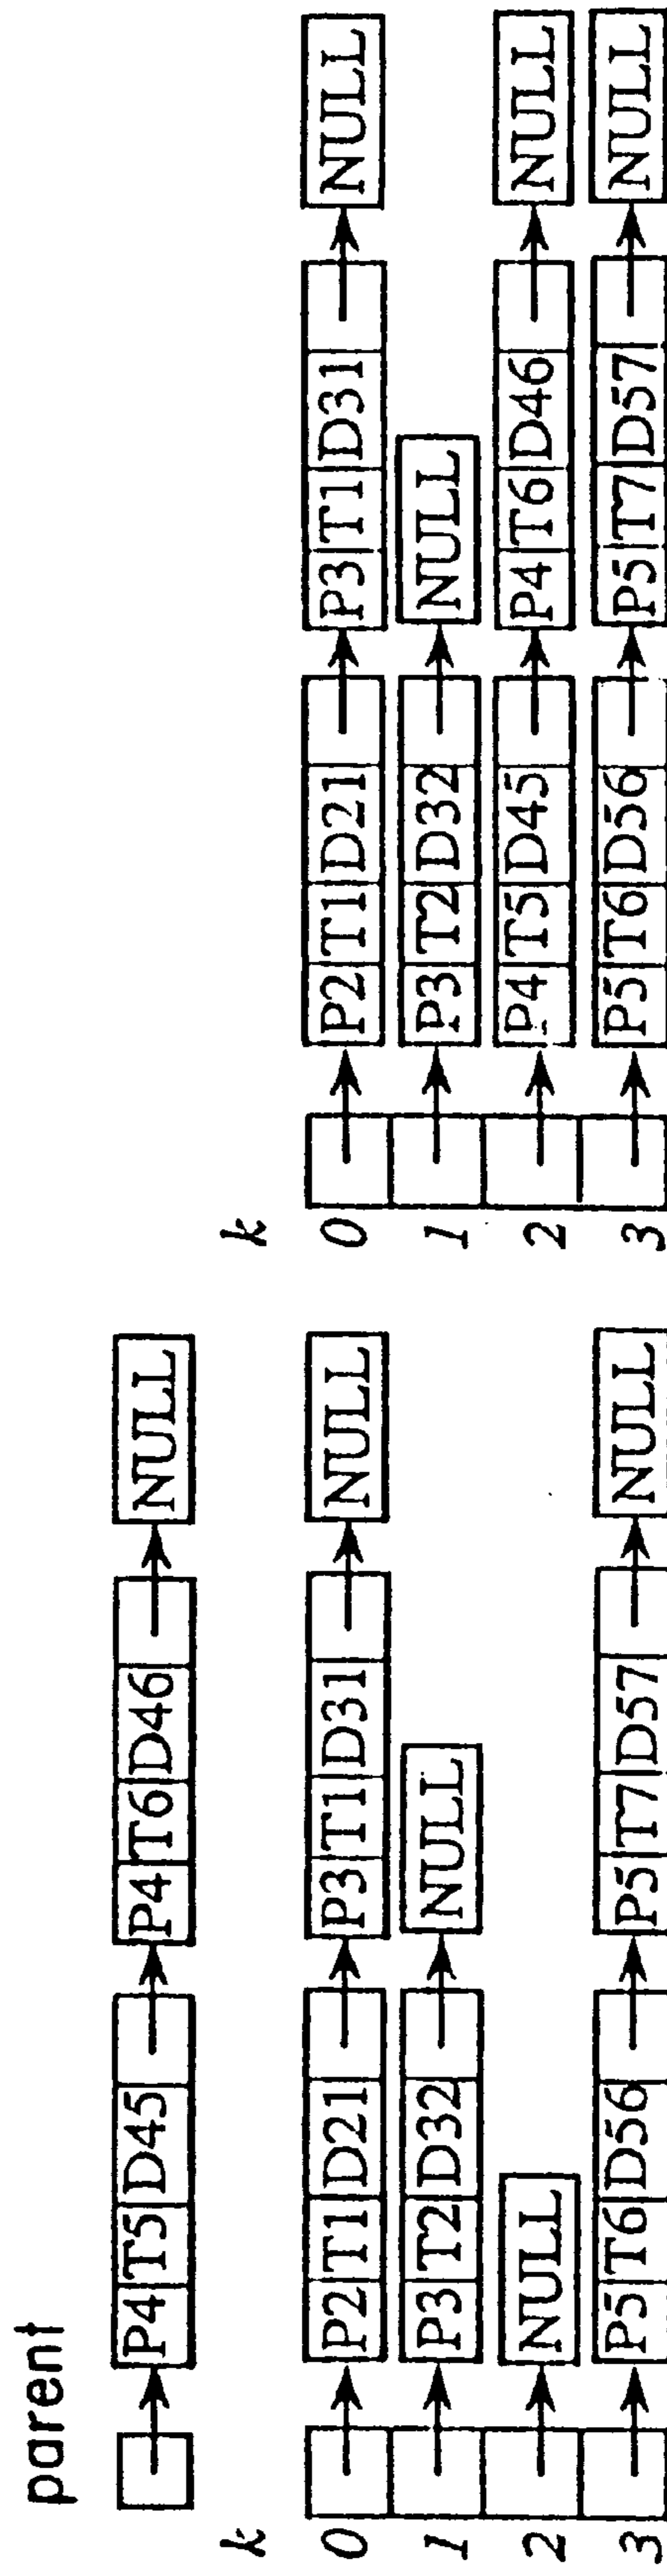 parent
P4 T5 D45 P4 T6 D46 NULL
k
0 P2 T1 D21 P3 T1 D31 NULL
1 P3 T2 D32 NULL
2 NULL
3 P5 T6 D56 P5 T7 D57 NULL
k
0 P2 T1 D21 P3 T1 D31 NULL
1 P3 T2 D32 NULL
2 P4 T5 D45 P4 T6 D46 NULL
3 P5 T6 D56 P5 T7 D57 NULL